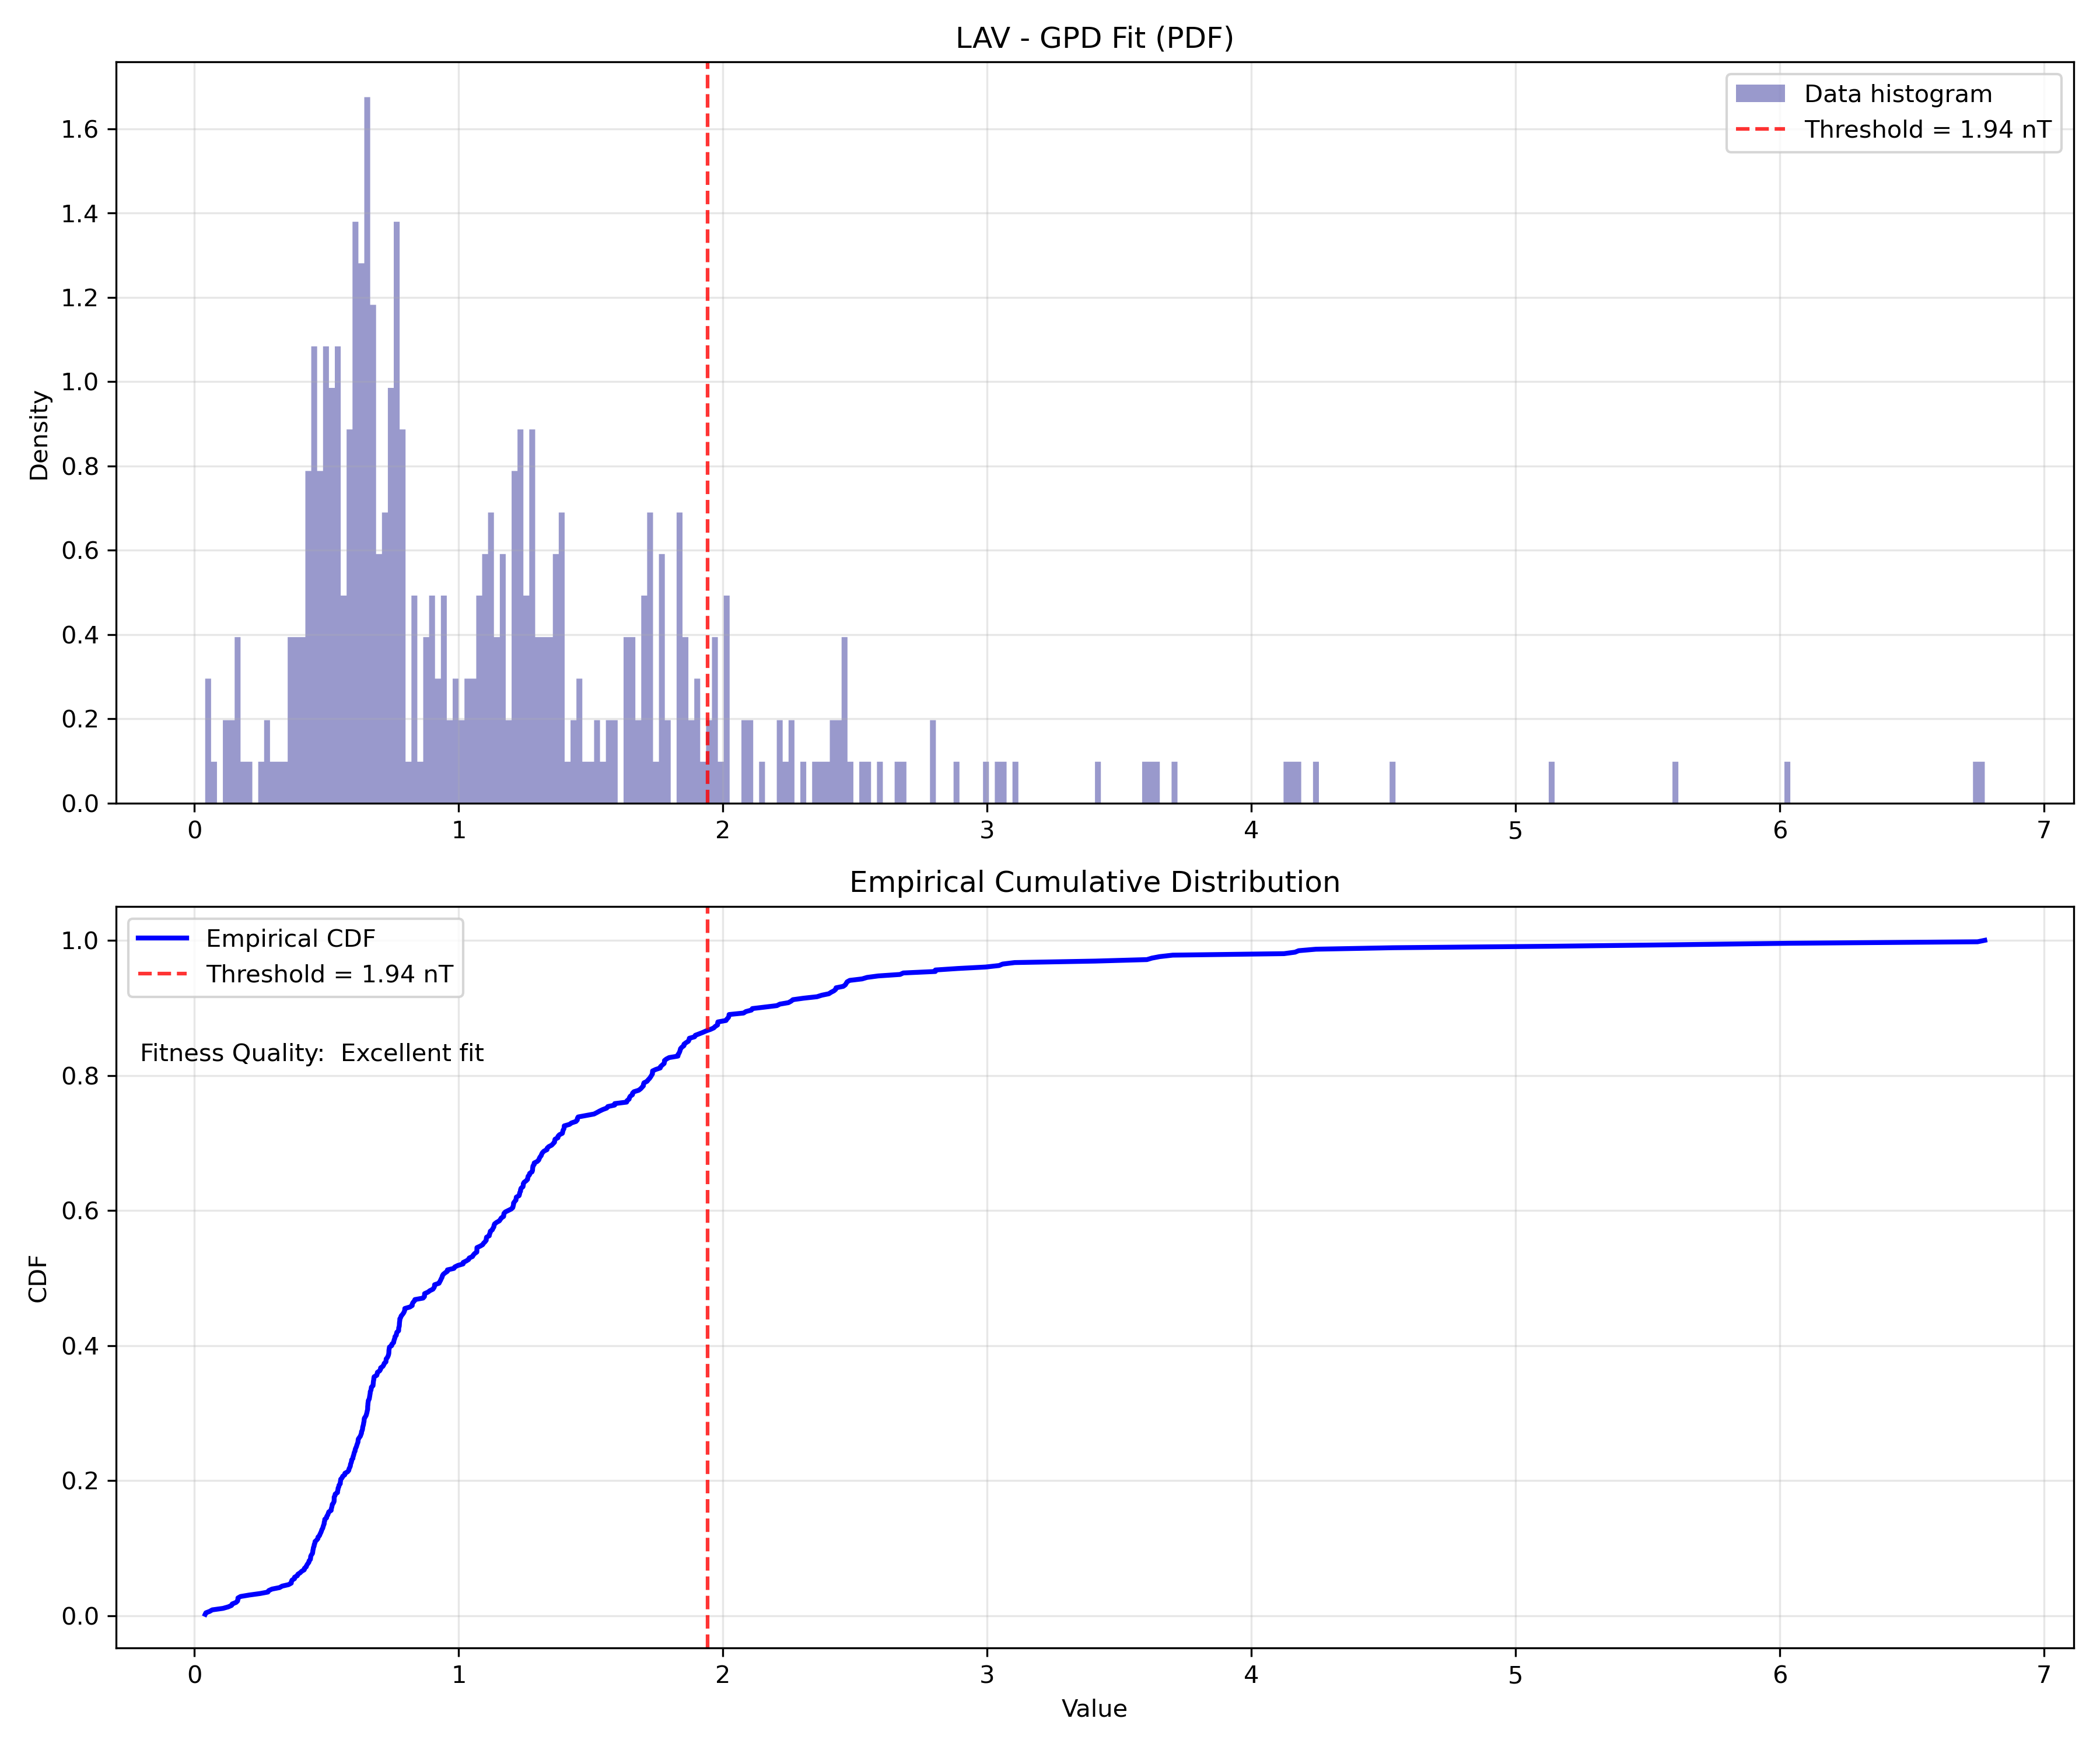 LAV - GPD Fit (PDF)
Density
1.6
1.4
1.2
1.0
0.8
0.6
0.4
0.2
0.0
Data histogram
Threshold = 1.94 nT
0 1 2 3 4 5 6 7
Empirical Cumulative Distribution
CDF
1.0
0.8
0.6
0.4
0.2
0.0
Empirical CDF
Threshold = 1.94 nT
Fitness Quality: Excellent fit
0 1 2 3 4 5 6 7
Value